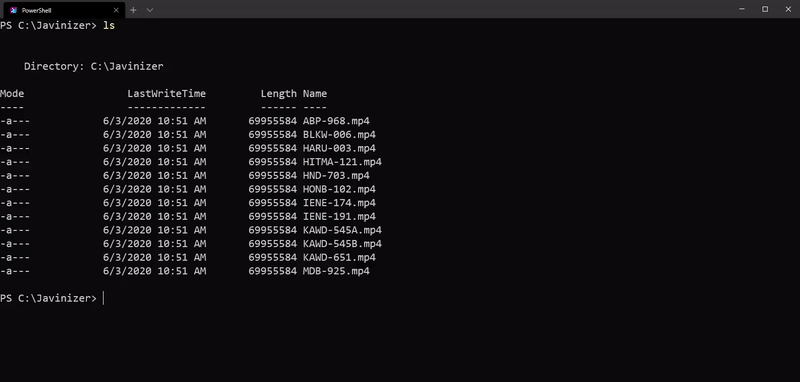 PowerShell
PS C:\Javinizer> ls
Directory: C:\Javinizer
Mode LastWriteTime Length Name
---- ------------- ------ ----
-a--- 6/3/2020 10:51 AM 69955584 ABP-968.mp4
-a--- 6/3/2020 10:51 AM 69955584 BLKW-006.mp4
-a--- 6/3/2020 10:51 AM 69955584 HARU-003.mp4
-a--- 6/3/2020 10:51 AM 69955584 HITMA-121.mp4
-a--- 6/3/2020 10:51 AM 69955584 HND-703.mp4
-a--- 6/3/2020 10:51 AM 69955584 HONB-102.mp4
-a--- 6/3/2020 10:51 AM 69955584 IENE-174.mp4
-a--- 6/3/2020 10:51 AM 69955584 IENE-191.mp4
-a--- 6/3/2020 10:51 AM 69955584 KAWD-545A.mp4
-a--- 6/3/2020 10:51 AM 69955584 KAWD-545B.mp4
-a--- 6/3/2020 10:51 AM 69955584 KAWD-651.mp4
-a--- 6/3/2020 10:51 AM 69955584 MDB-925.mp4
PS C:\Javinizer>